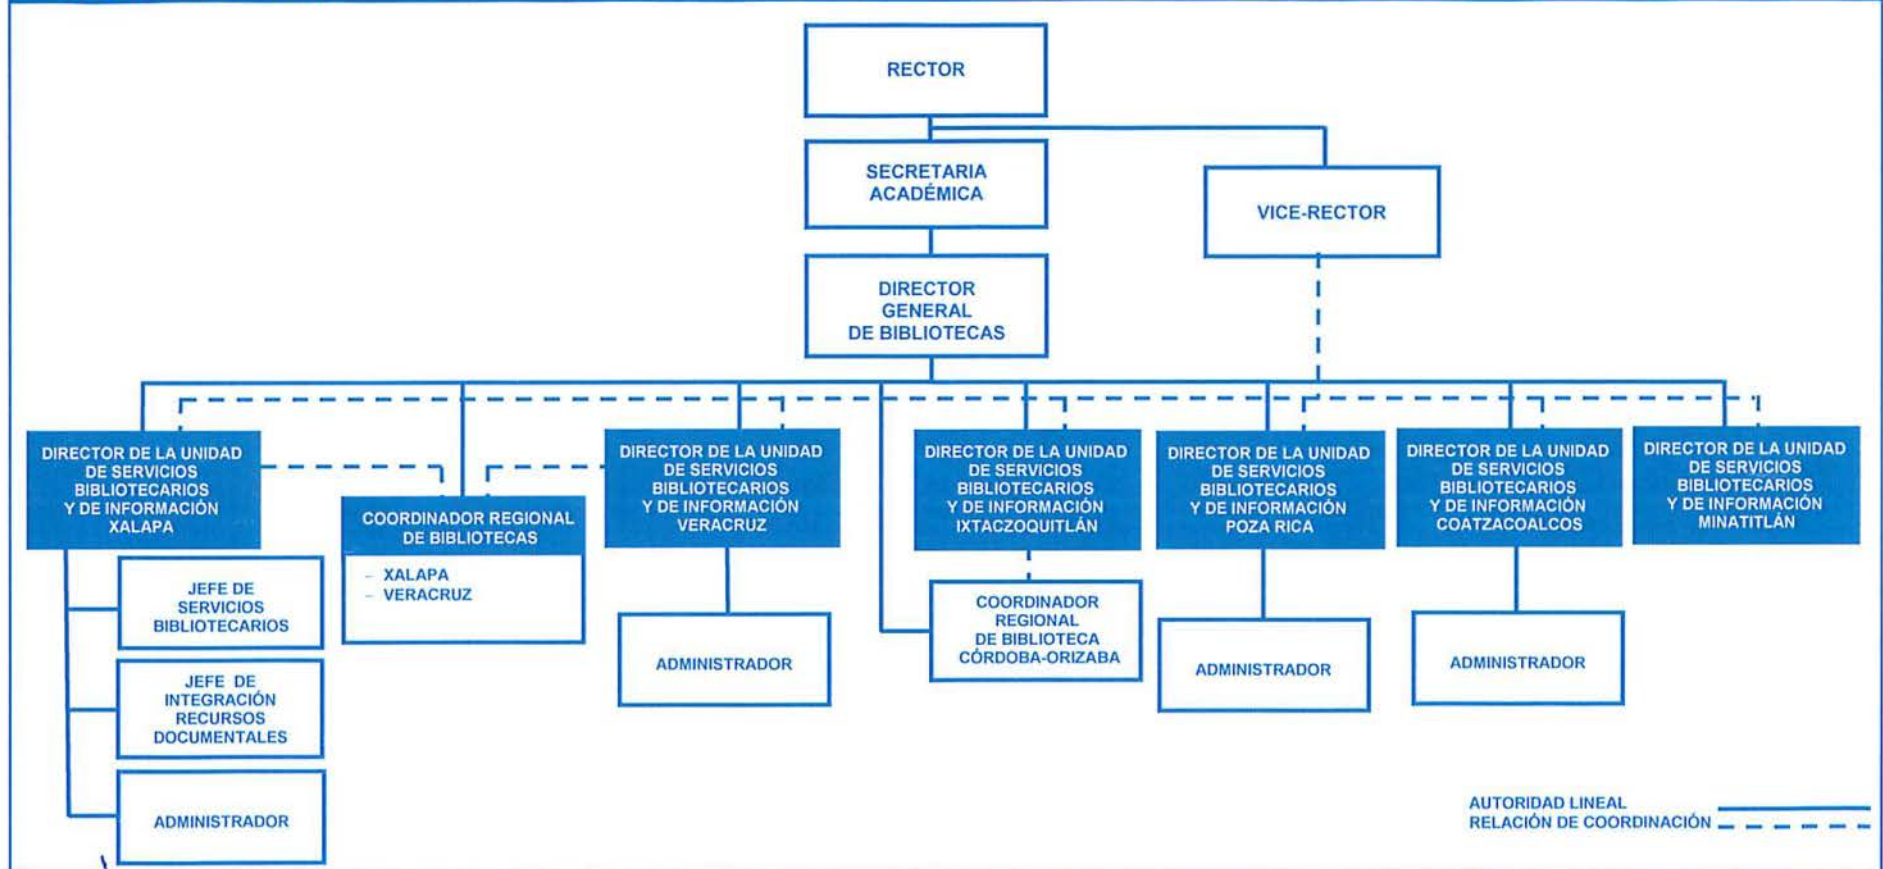 RECTOR
SECRETARIA
ACADÉMICA
VICE-RECTOR
DIRECTOR
GENERAL
DE BIBLIOTECAS
DIRECTOR DE LA UNIDAD
DE SERVICIOS
BIBLIOTECARIOS
Y DE INFORMACIÓN
XALAPA
COORDINADOR REGIONAL
DE BIBLIOTECAS
– XALAPA
– VERACRUZ
DIRECTOR DE LA UNIDAD
DE SERVICIOS
BIBLIOTECARIOS
Y DE INFORMACIÓN
VERACRUZ
DIRECTOR DE LA UNIDAD
DE SERVICIOS
BIBLIOTECARIOS
Y DE INFORMACIÓN
IXTACZOQUITLÁN
DIRECTOR DE LA UNIDAD
DE SERVICIOS
BIBLIOTECARIOS
Y DE INFORMACIÓN
POZA RICA
DIRECTOR DE LA UNIDAD
DE SERVICIOS
BIBLIOTECARIOS
Y DE INFORMACIÓN
COATZACOALCOS
DIRECTOR DE LA UNIDAD
DE SERVICIOS
BIBLIOTECARIOS
Y DE INFORMACIÓN
MINATITLÁN
JEFE DE
SERVICIOS
BIBLIOTECARIOS
JEFE DE
INTEGRACIÓN
RECURSOS
DOCUMENTALES
ADMINISTRADOR
ADMINISTRADOR
COORDINADOR
REGIONAL
DE BIBLIOTECA
CÓRDOBA-ORIZABA
ADMINISTRADOR
ADMINISTRADOR
AUTORIDAD LINEAL
RELACIÓN DE COORDINACIÓN